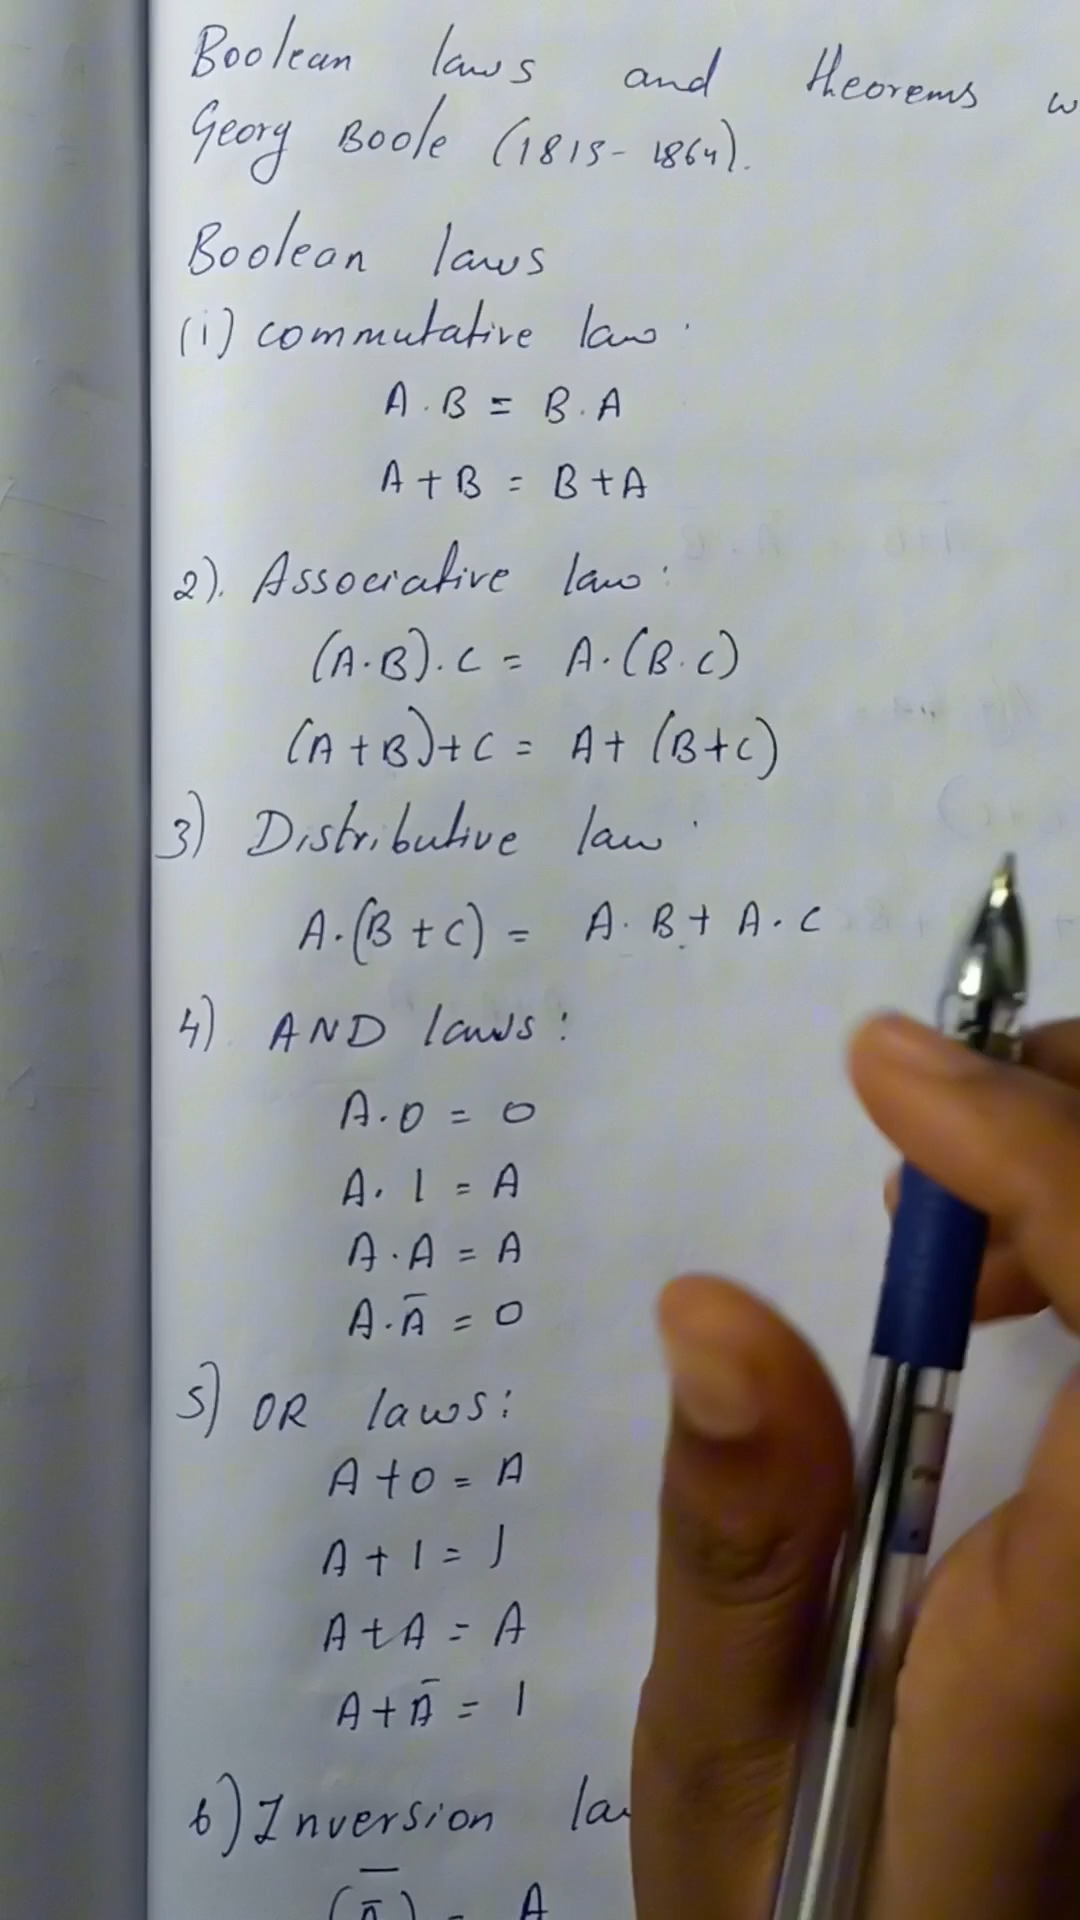 Boolean laws and theorems w
Georg Boole (1815-1864).
Boolean laws
(i) commutative law:
A.B = B.A
A+B = B+A
2). Associative law:
(A.B).C = A.(B.C)
(A+B)+C = A+(B+C)
3) Distributive law:
A.(B+C) = A.B+A.C
4) AND laws:
A.0 = 0
A.1 = A
A.A = A
A.Ā = 0
5) OR laws:
A+0 = A
A+1 = 1
A+A = A
A+Ā = 1
6) Inversion la
(Ā)̅ = A